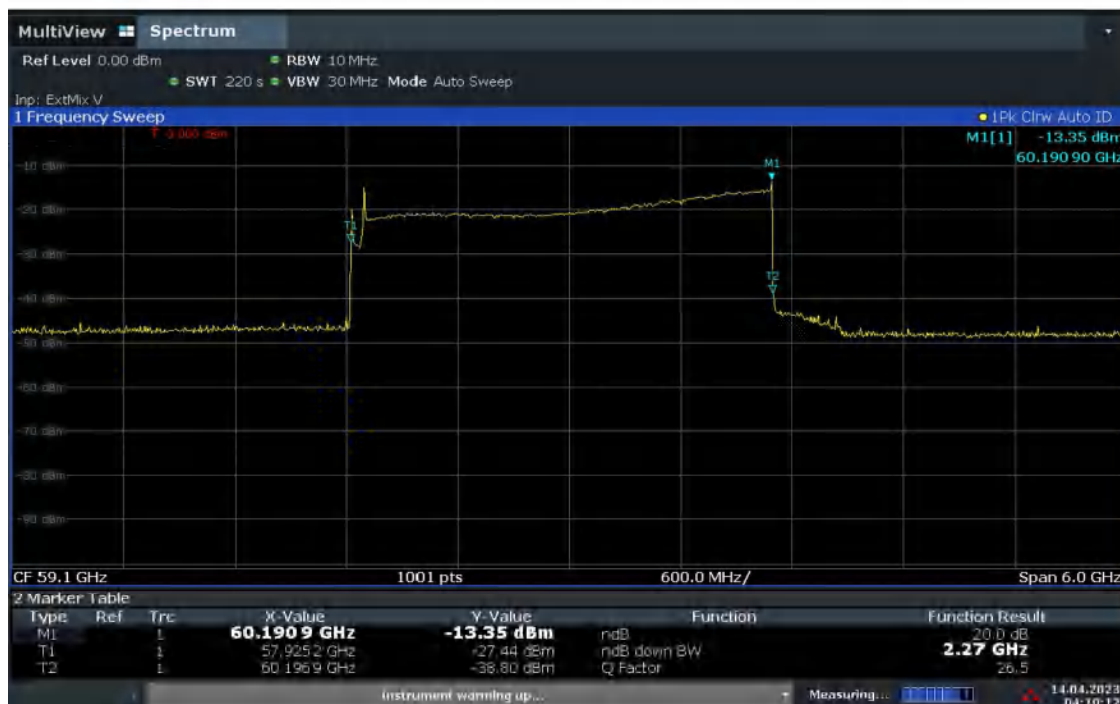 MultiView Spectrum
Ref Level 0.00 dBm RBW 10 MHz
SWT 220 s VBW 30 MHz Mode Auto Sweep
Inp: ExtMix V
1 Frequency Sweep 1Pk Clrw Auto ID
M1[1] -13.35 dBm
60.190 90 GHz
-10 dBm
M1
-20 dBm
T1
-30 dBm
T2
-40 dBm
-50 dBm
-60 dBm
-70 dBm
-80 dBm
-90 dBm
CF 59.1 GHz 1001 pts 600.0 MHz/ Span 6.0 GHz
2 Marker Table
Type Ref Trc X-Value Y-Value Function Function Result
M1 1 60.190 9 GHz -13.35 dBm ndB 20.0 dB
T1 1 57.925 2 GHz -27.44 dBm ndB down BW 2.27 GHz
T2 1 60.196 9 GHz -38.80 dBm Q Factor 26.5
Instrument warming up... Measuring... 14.04.2023